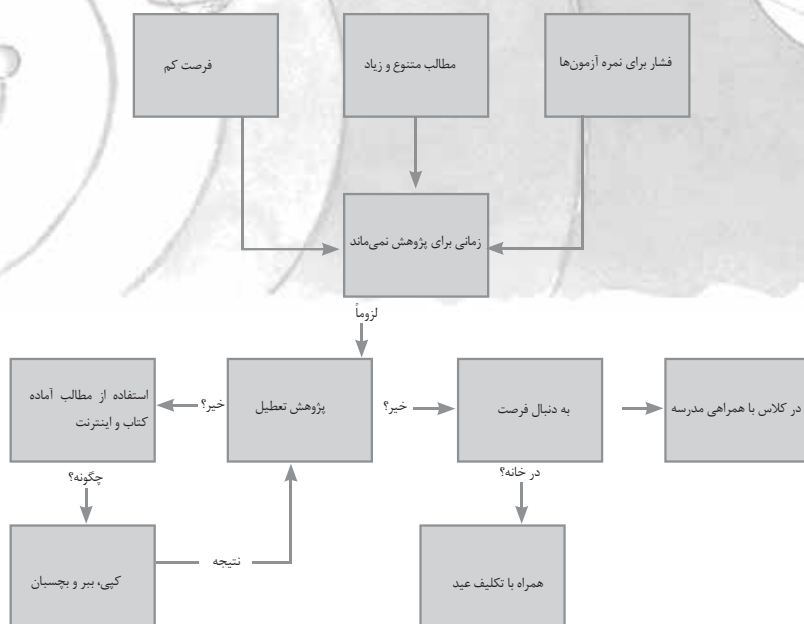 فشار برای نمره آزمون‌ها
مطالب متنوع و زیاد
فرصت کم
زمانی برای پژوهش نمی‌ماند
لزوماً
در کلاس با همراهی مدرسه
به دنبال فرصت
خیر؟
پژوهش تعطیل
خیر؟
استفاده از مطالب آماده
کتاب و اینترنت
در خانه؟
چگونه؟
همراه با تکلیف عید
نتیجه
کپی، ببر و بچسبان